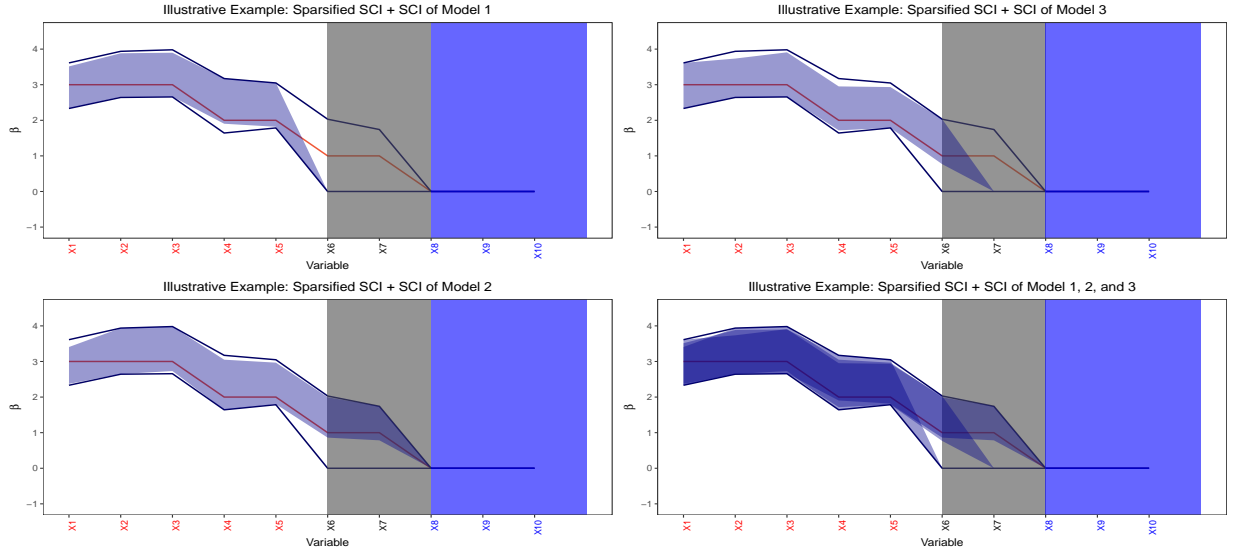 Illustrative Example: Sparsified SCI + SCI of Model 1
4
3
2
1
0
−1
β
X1
X2
X3
X4
X5
X6
X7
X8
X9
X10
Variable
Illustrative Example: Sparsified SCI + SCI of Model 3
4
3
2
1
0
−1
β
X1
X2
X3
X4
X5
X6
X7
X8
X9
X10
Variable
Illustrative Example: Sparsified SCI + SCI of Model 2
4
3
2
1
0
−1
β
X1
X2
X3
X4
X5
X6
X7
X8
X9
X10
Variable
Illustrative Example: Sparsified SCI + SCI of Model 1, 2, and 3
4
3
2
1
0
−1
β
X1
X2
X3
X4
X5
X6
X7
X8
X9
X10
Variable